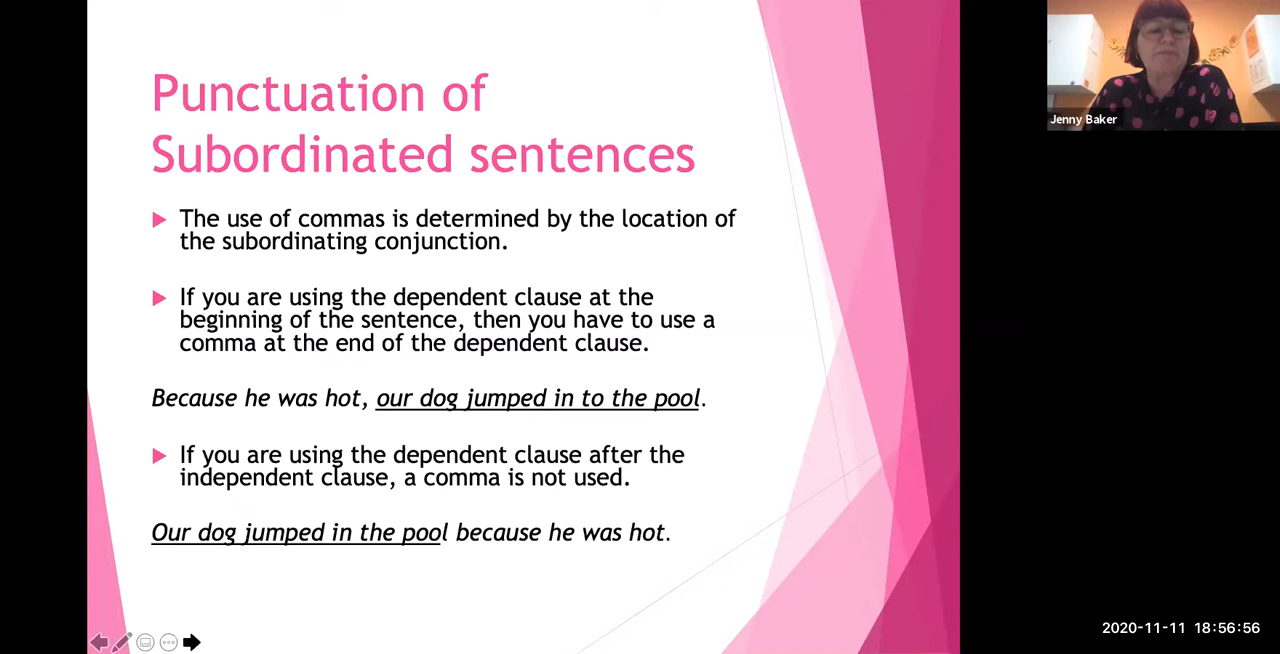 Punctuation of
Subordinated sentences
The use of commas is determined by the location of
the subordinating conjunction.
If you are using the dependent clause at the
beginning of the sentence, then you have to use a
comma at the end of the dependent clause.
Because he was hot, our dog jumped in to the pool.
If you are using the dependent clause after the
independent clause, a comma is not used.
Our dog jumped in the pool because he was hot.
Jenny Baker
2020-11-11 18:56:56